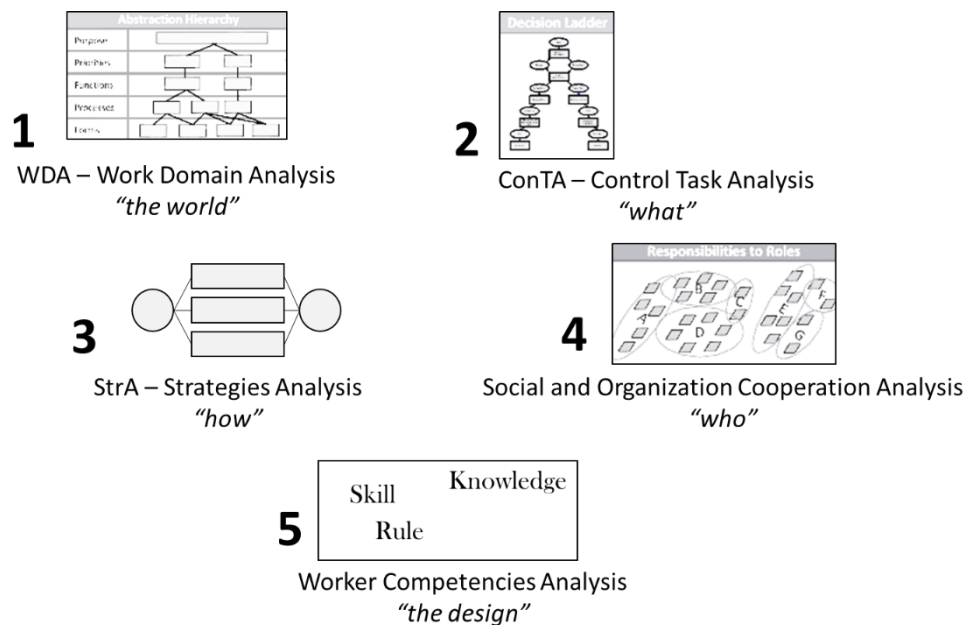 Abstraction Hierarchy
Purpose
Priorities
Functions
Processes
Forms
1
WDA – Work Domain Analysis
“the world”
Decision Ladder
2
ConTA – Control Task Analysis
“what”
3
StrA – Strategies Analysis
“how”
Responsibilities to Roles
A
B
C
D
E
F
G
4
Social and Organization Cooperation Analysis
“who”
5
Skill
Knowledge
Rule
Worker Competencies Analysis
“the design”